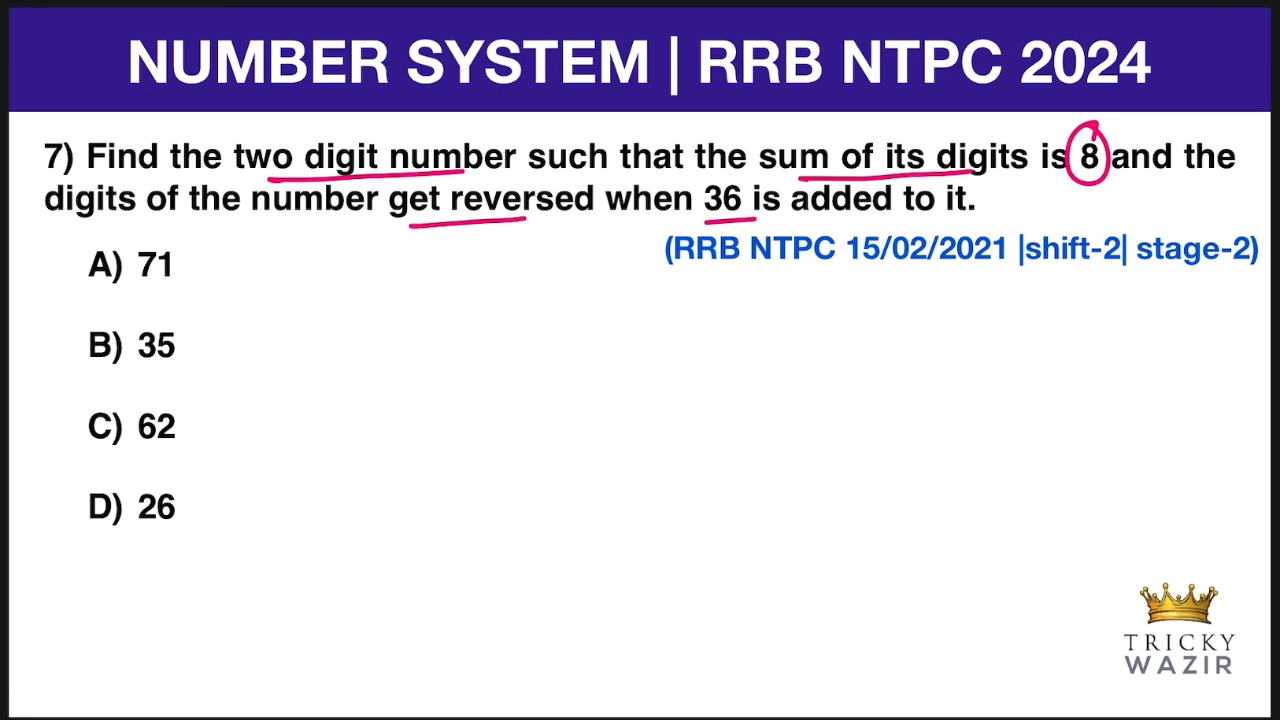 NUMBER SYSTEM | RRB NTPC 2024
7) Find the two digit number such that the sum of its digits is 8 and the
digits of the number get reversed when 36 is added to it.
(RRB NTPC 15/02/2021 |shift-2| stage-2)
A) 71
B) 35
C) 62
D) 26
TRICKY
WAZIR